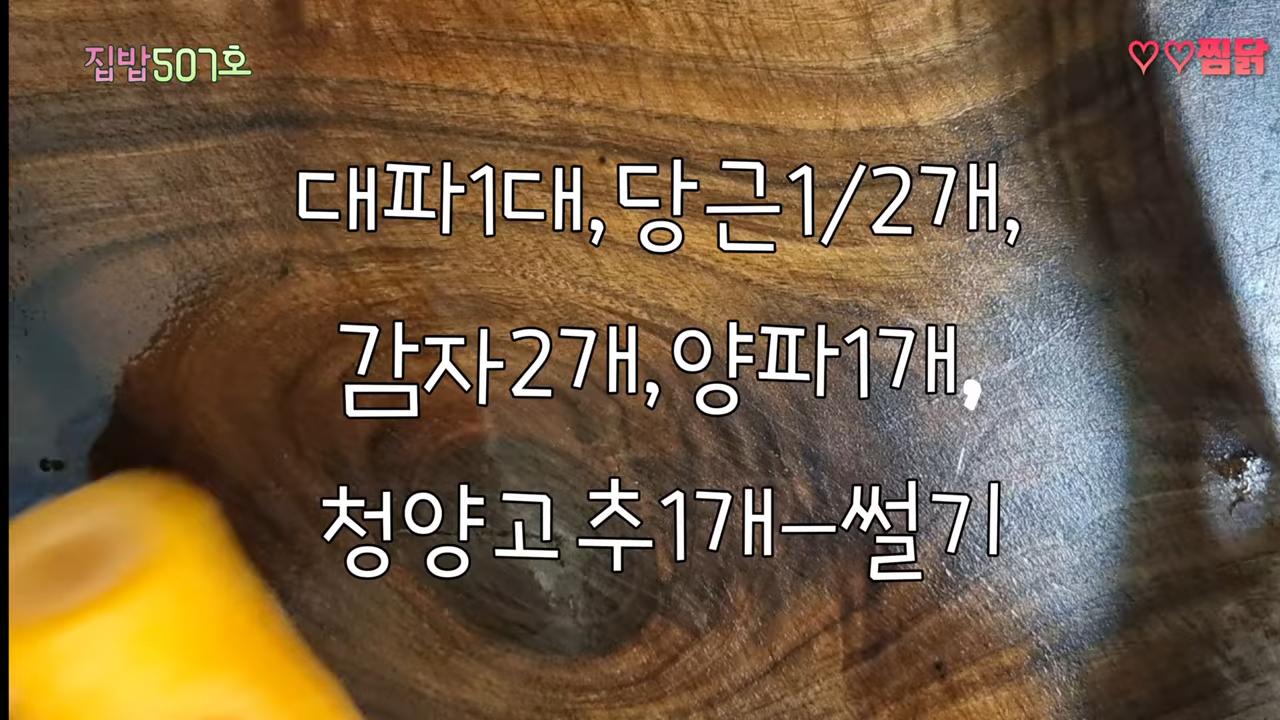 집밥507호
♡♡찜닭
대파1대, 당근1/2개,
감자2개, 양파1개,
청양고추1개-썰기